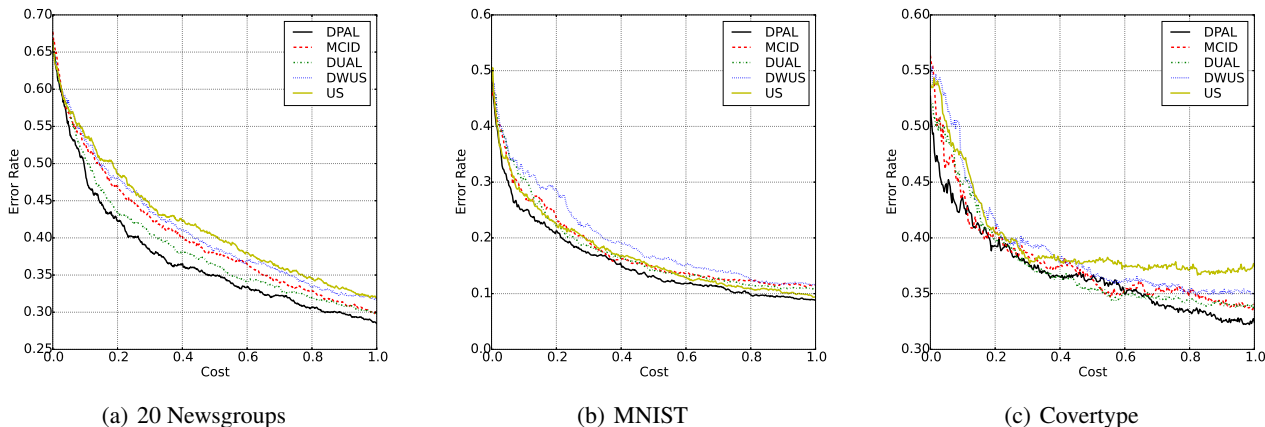 0.70
0.65
0.60
0.55
0.50
0.45
0.40
0.35
0.30
0.25
Error Rate
0.0 0.2 0.4 0.6 0.8 1.0
Cost
DPAL
MCID
DUAL
DWUS
US
(a) 20 Newsgroups
0.6
0.5
0.4
0.3
0.2
0.1
0.0
Error Rate
0.0 0.2 0.4 0.6 0.8 1.0
Cost
DPAL
MCID
DUAL
DWUS
US
(b) MNIST
0.60
0.55
0.50
0.45
0.40
0.35
0.30
Error Rate
0.0 0.2 0.4 0.6 0.8 1.0
Cost
DPAL
MCID
DUAL
DWUS
US
(c) Covertype